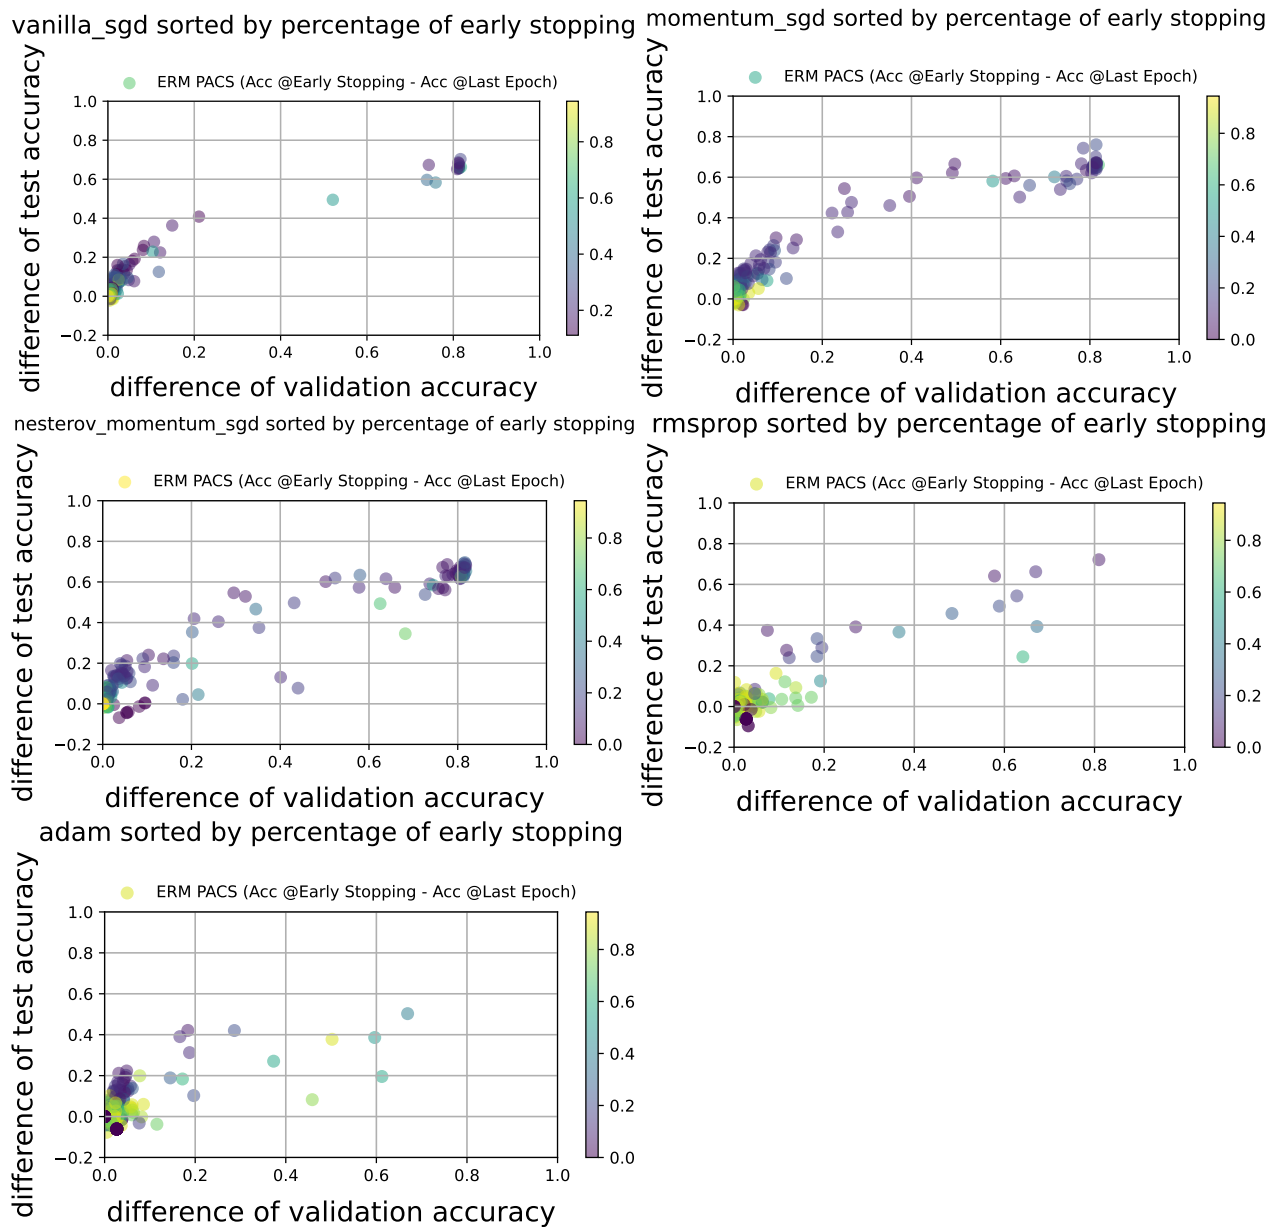 vanilla_sgd sorted by percentage of early stopping
ERM PACS (Acc @Early Stopping - Acc @Last Epoch)
difference of test accuracy
1.0
0.8
0.6
0.4
0.2
0.0
−0.2
0.0 0.2 0.4 0.6 0.8 1.0
difference of validation accuracy
0.8
0.6
0.4
0.2
momentum_sgd sorted by percentage of early stopping
ERM PACS (Acc @Early Stopping - Acc @Last Epoch)
difference of test accuracy
1.0
0.8
0.6
0.4
0.2
0.0
−0.2
0.0 0.2 0.4 0.6 0.8 1.0
difference of validation accuracy
0.8
0.6
0.4
0.2
0.0
nesterov_momentum_sgd sorted by percentage of early stopping
ERM PACS (Acc @Early Stopping - Acc @Last Epoch)
difference of test accuracy
1.0
0.8
0.6
0.4
0.2
0.0
−0.2
0.0 0.2 0.4 0.6 0.8 1.0
difference of validation accuracy
0.8
0.6
0.4
0.2
0.0
rmsprop sorted by percentage of early stopping
ERM PACS (Acc @Early Stopping - Acc @Last Epoch)
difference of test accuracy
1.0
0.8
0.6
0.4
0.2
0.0
−0.2
0.0 0.2 0.4 0.6 0.8 1.0
difference of validation accuracy
0.8
0.6
0.4
0.2
0.0
adam sorted by percentage of early stopping
ERM PACS (Acc @Early Stopping - Acc @Last Epoch)
difference of test accuracy
1.0
0.8
0.6
0.4
0.2
0.0
−0.2
0.0 0.2 0.4 0.6 0.8 1.0
difference of validation accuracy
0.8
0.6
0.4
0.2
0.0